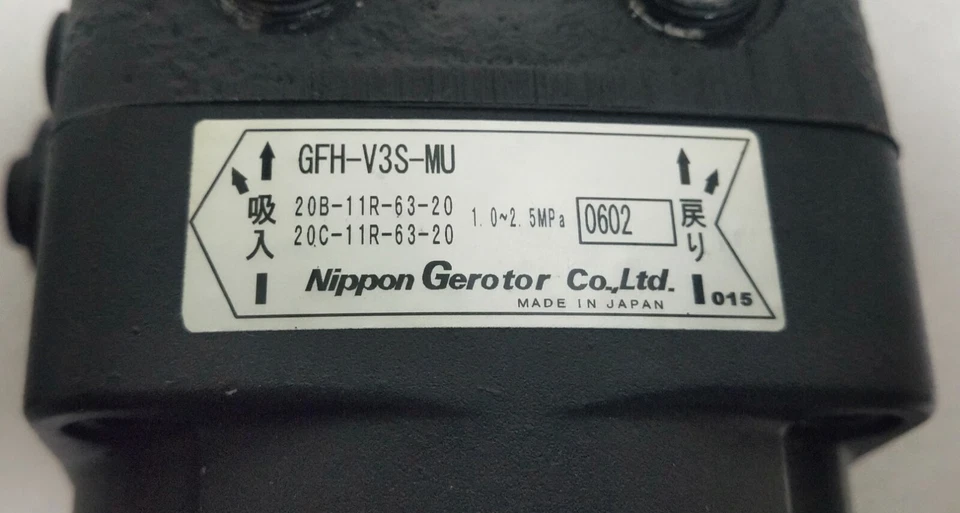 GFH-V3S-MU
吸入
20B-11R-63-20
20C-11R-63-20
1.0~2.5MPa
0602
戻り
Nippon Gerotor Co.,Ltd.
MADE IN JAPAN
015